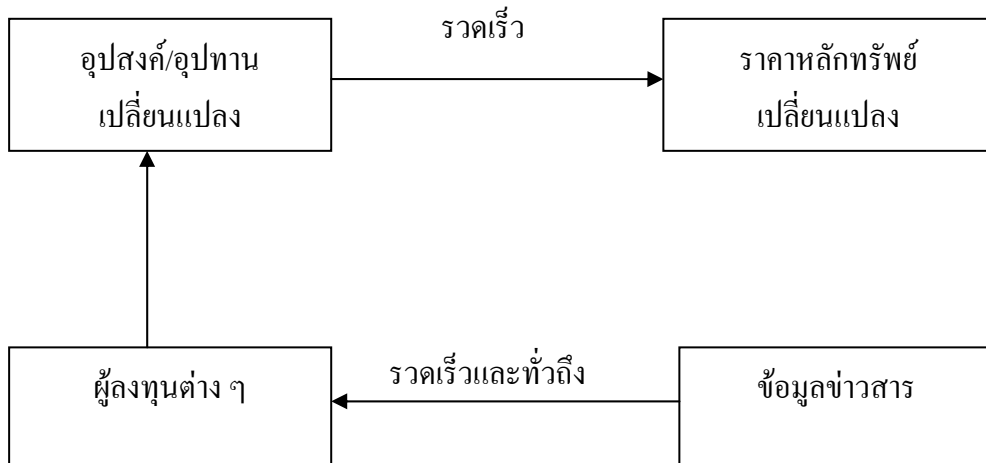 รวดเร็ว
อุปสงค์/อุปทาน
เปลี่ยนแปลง
ราคาหลักทรัพย์
เปลี่ยนแปลง
ผู้ลงทุนต่าง ๆ
รวดเร็วและทั่วถึง
ข้อมูลข่าวสาร